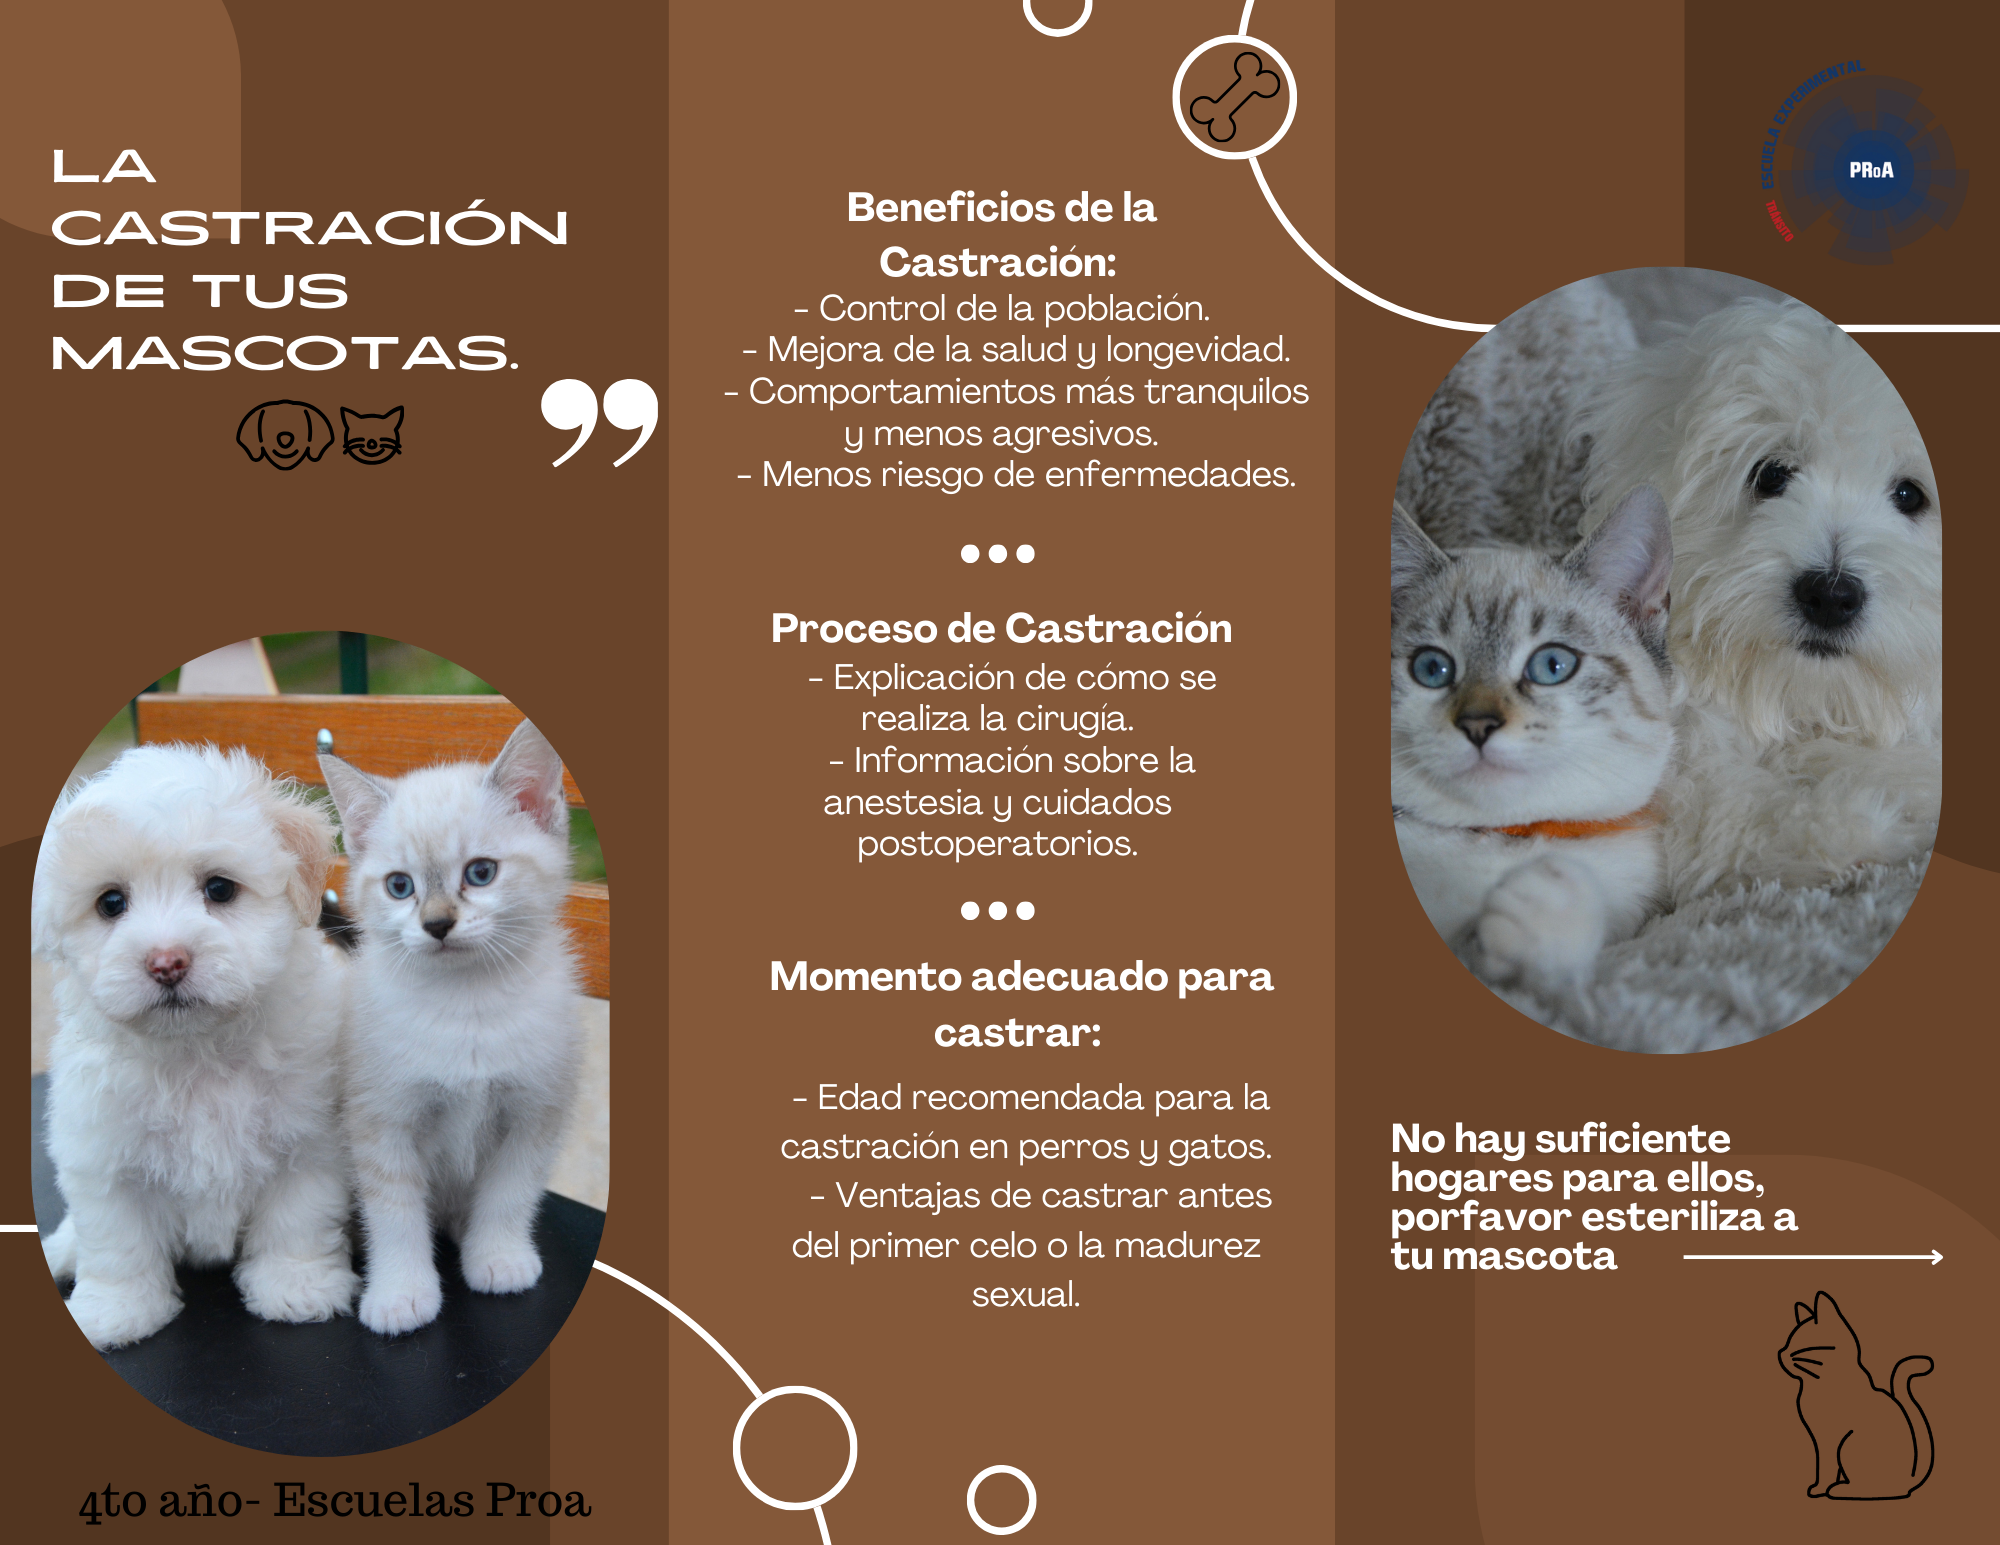 LA
CASTRACIÓN
DE TUS
MASCOTAS.
4to año- Escuelas Proa
Beneficios de la
Castración:
- Control de la población.
- Mejora de la salud y longevidad.
- Comportamientos más tranquilos
y menos agresivos.
- Menos riesgo de enfermedades.
Proceso de Castración
- Explicación de cómo se
realiza la cirugía.
- Información sobre la
anestesia y cuidados
postoperatorios.
Momento adecuado para
castrar:
- Edad recomendada para la
castración en perros y gatos.
- Ventajas de castrar antes
del primer celo o la madurez
sexual.
ESCUELA EXPERIMENTAL
PRoA
TRÁNSITO
No hay suficiente
hogares para ellos,
porfavor esteriliza a
tu mascota